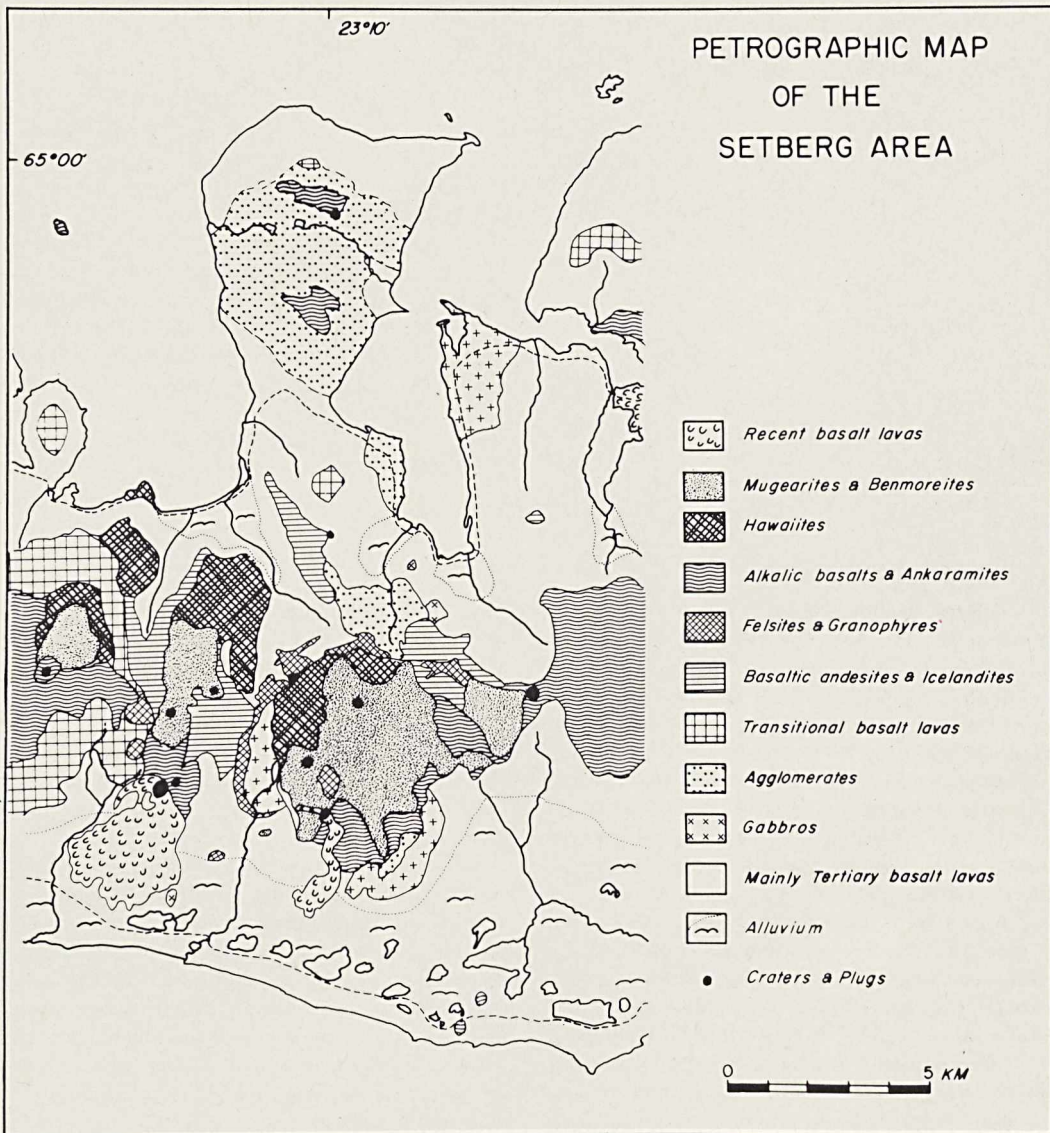 23°10'
65°00'
PETROGRAPHIC MAP
OF THE
SETBERG AREA
Recent basalt lavas
Mugearites & Benmoreites
Hawaiites
Alkalic basalts & Ankaramites
Felsites & Granophyres
Basaltic andesites & Icelandites
Transitional basalt lavas
Agglomerates
Gabbros
Mainly Tertiary basalt lavas
Alluvium
Craters & Plugs
0 5 KM